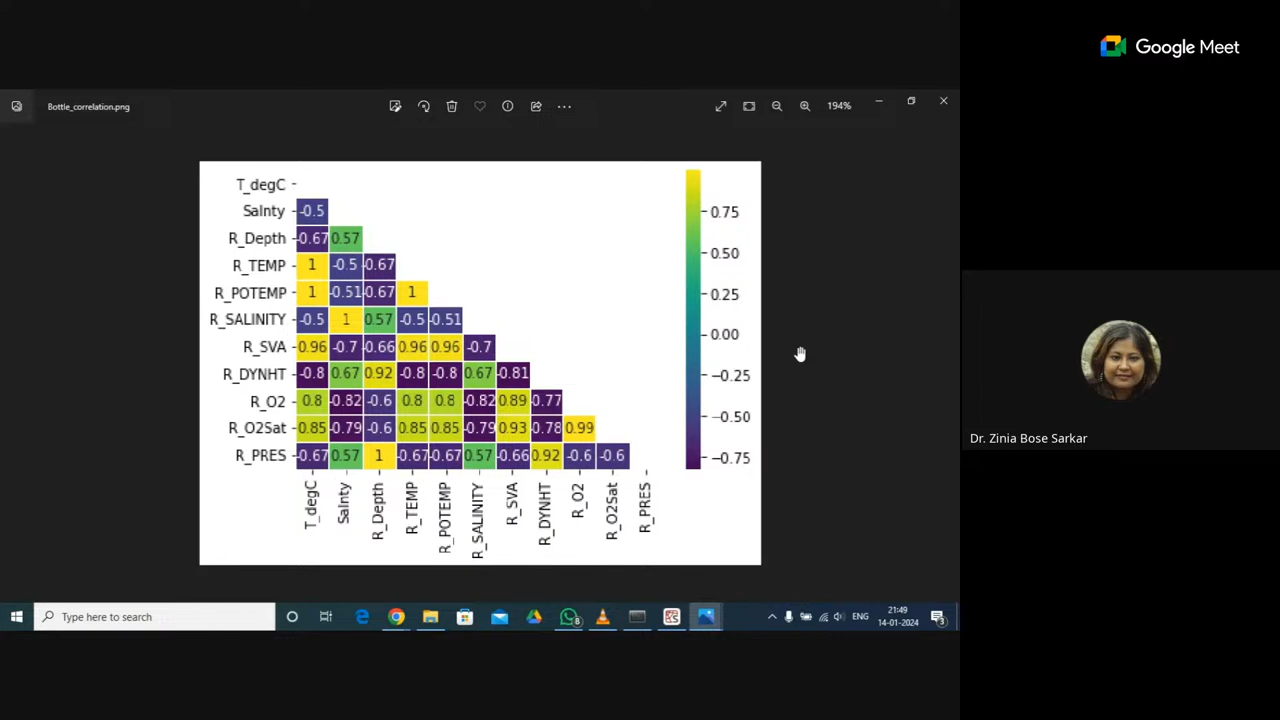 Google Meet
Bottle_correlation.png
194%
T_degC
Salnty -0.5
R_Depth -0.67 0.57
R_TEMP 1 -0.5 -0.67
R_POTEMP 1 -0.51 -0.67 1
R_SALINITY -0.5 1 0.57 -0.5 -0.51
R_SVA 0.96 -0.7 -0.66 0.96 0.96 -0.7
R_DYNHT -0.8 0.67 0.92 -0.8 -0.8 0.67 -0.81
R_O2 0.8 -0.82 -0.6 0.8 0.8 -0.82 0.89 -0.77
R_O2Sat 0.85 -0.79 -0.6 0.85 0.85 -0.79 0.93 -0.78 0.99
R_PRES -0.67 0.57 1 -0.67 -0.67 0.57 -0.66 0.92 -0.6 -0.6
T_degC
Salnty
R_Depth
R_TEMP
R_POTEMP
R_SALINITY
R_SVA
R_DYNHT
R_O2
R_O2Sat
R_PRES
0.75
0.50
0.25
0.00
−0.25
−0.50
−0.75
Dr. Zinia Bose Sarkar
Type here to search
8
ENG
21:49
14-01-2024
3